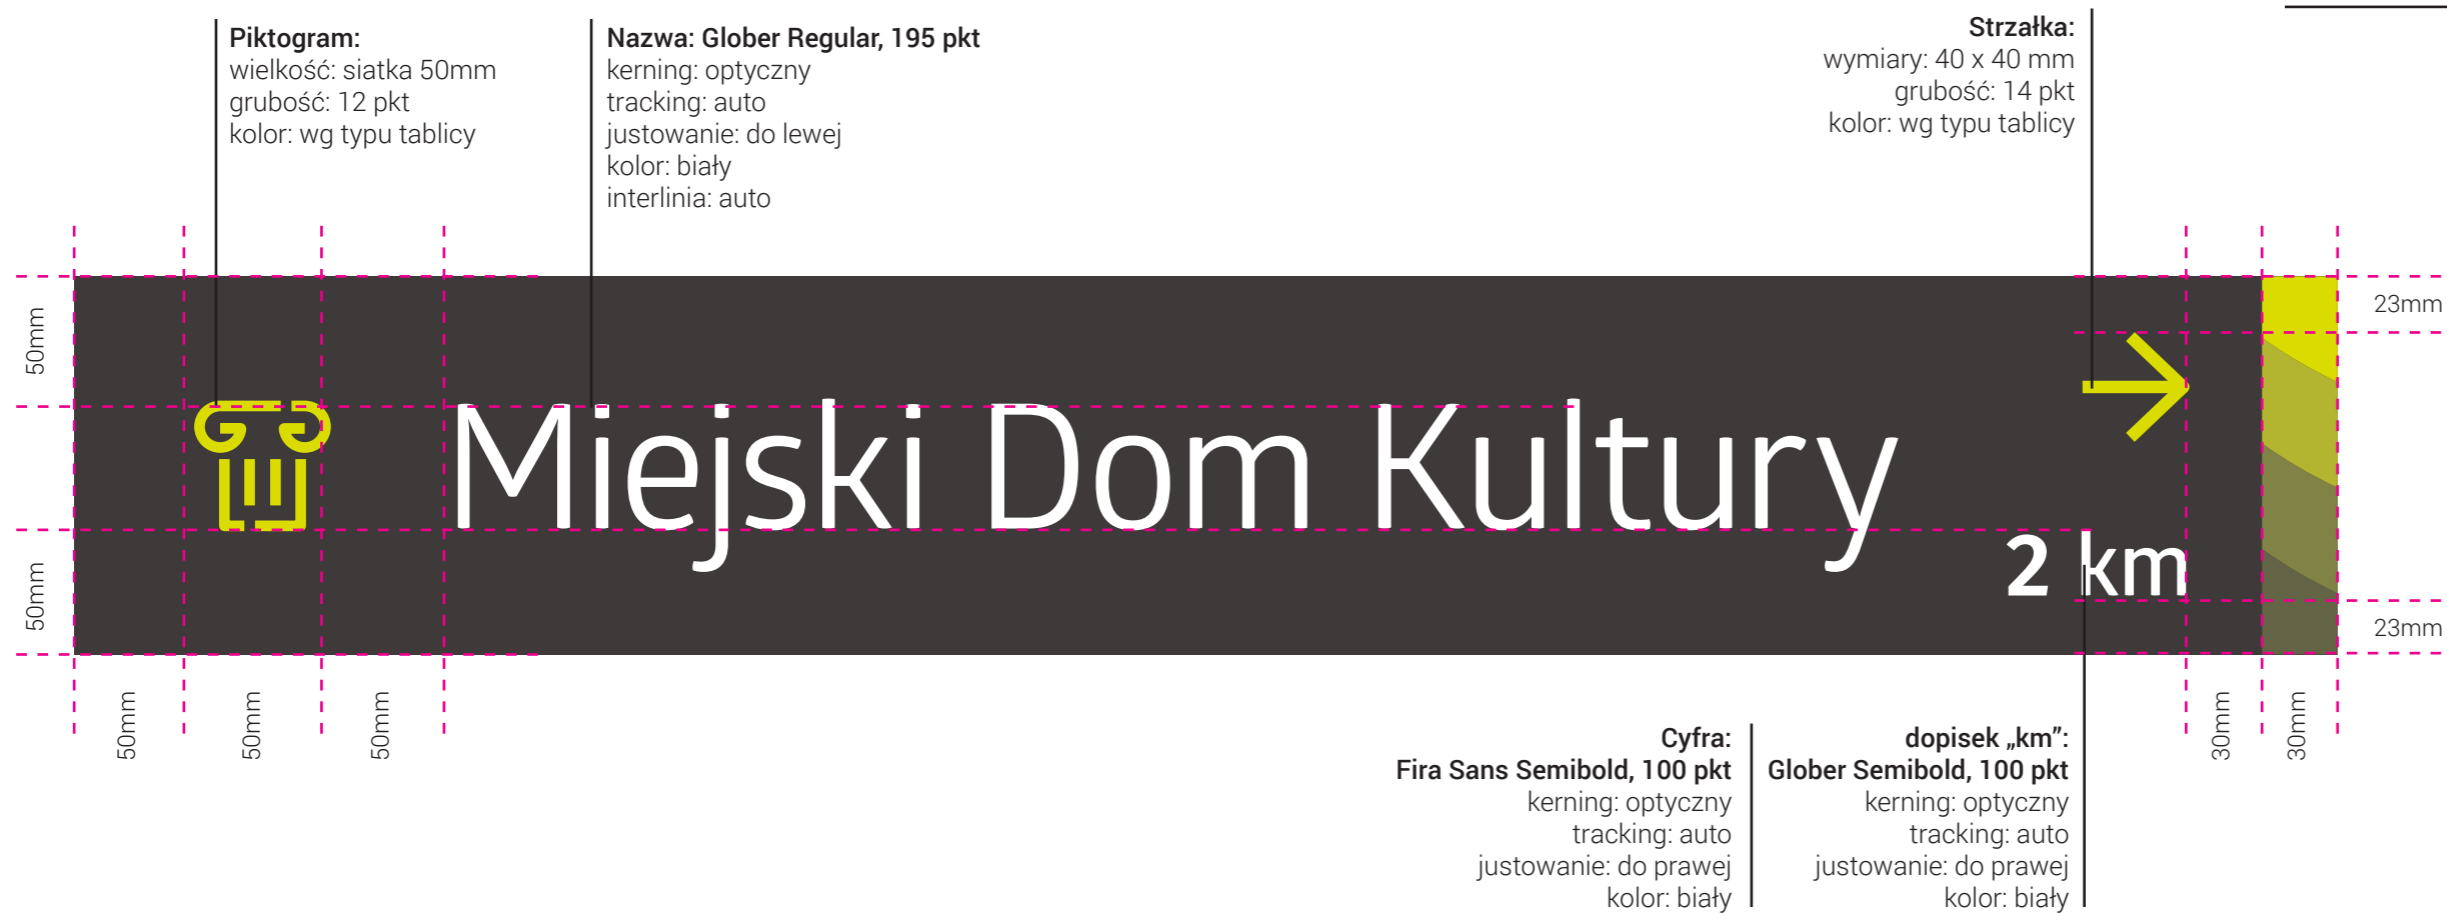 Piktogram:
wielkość: siatka 50mm
grubość: 12 pkt
kolor: wg typu tablicy
Nazwa: Glober Regular, 195 pkt
kerning: optyczny
tracking: auto
justowanie: do lewej
kolor: biały
interlinia: auto
Strzałka:
wymiary: 40 x 40 mm
grubość: 14 pkt
kolor: wg typu tablicy
50mm
50mm
Miejski Dom Kultury
2 km
23mm
23mm
50mm
50mm
50mm
30mm
30mm
Cyfra:
Fira Sans Semibold, 100 pkt
kerning: optyczny
tracking: auto
justowanie: do prawej
kolor: biały
dopisek „km”:
Glober Semibold, 100 pkt
kerning: optyczny
tracking: auto
justowanie: do prawej
kolor: biały